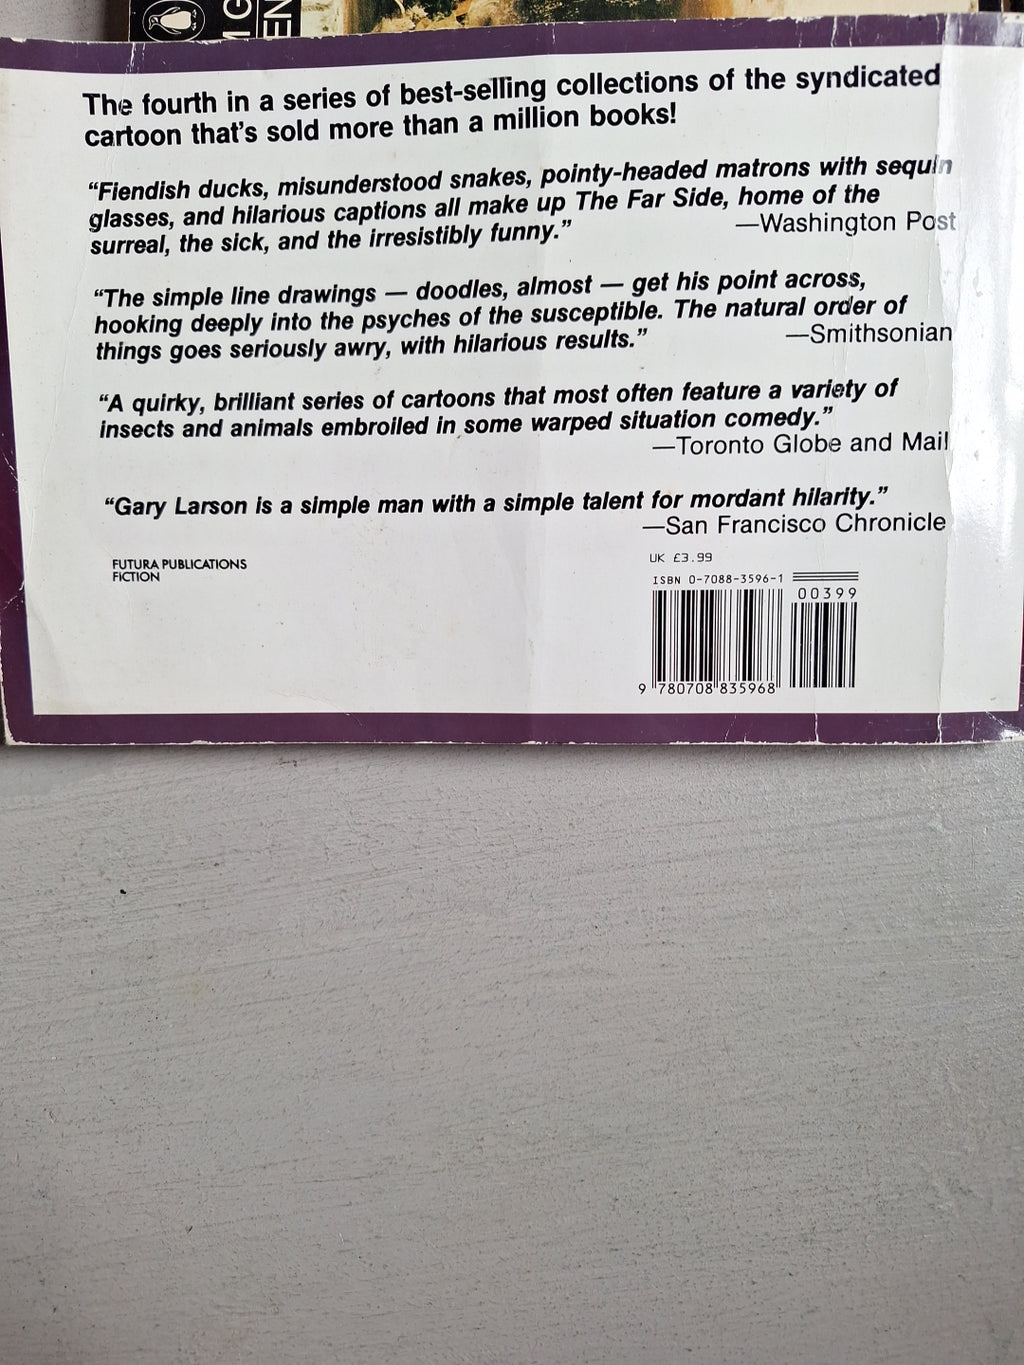 The fourth in a series of best-selling collections of the syndicated
cartoon that's sold more than a million books!
“Fiendish ducks, misunderstood snakes, pointy-headed matrons with sequin
glasses, and hilarious captions all make up The Far Side, home of the
surreal, the sick, and the irresistibly funny.” —Washington Post
“The simple line drawings — doodles, almost — get his point across,
hooking deeply into the psyches of the susceptible. The natural order of
things goes seriously awry, with hilarious results.” —Smithsonian
“A quirky, brilliant series of cartoons that most often feature a variety of
insects and animals embroiled in some warped situation comedy.”
—Toronto Globe and Mail
“Gary Larson is a simple man with a simple talent for mordant hilarity.”
—San Francisco Chronicle
FUTURA PUBLICATIONS
FICTION
UK £3.99
ISBN 0-7088-3596-1
00399
9 780708 835968